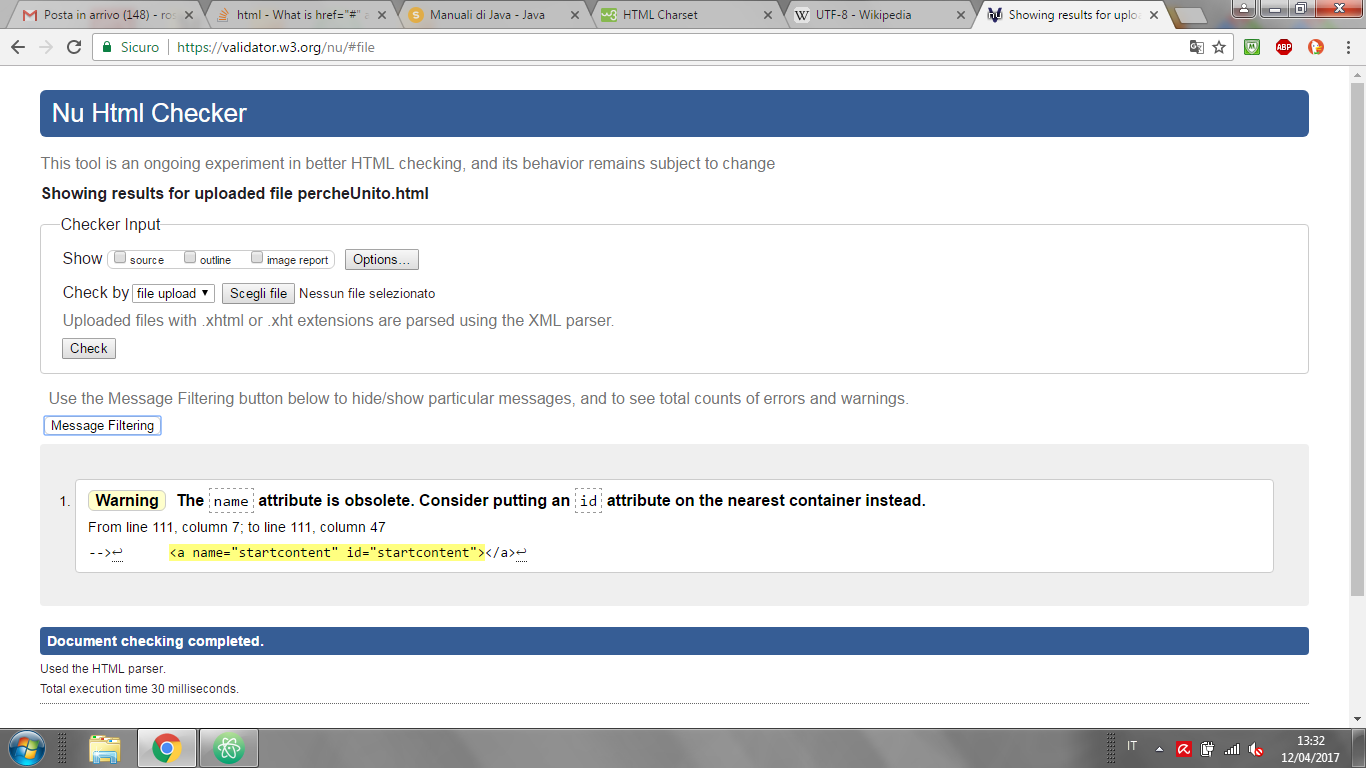 Posta in arrivo (148) - ros
html - What is href="#" a
Manuali di Java - Java
HTML Charset
UTF-8 - Wikipedia
Showing results for uplo
Sicuro
https://validator.w3.org/nu/#file
ABP
Nu Html Checker
This tool is an ongoing experiment in better HTML checking, and its behavior remains subject to change
Showing results for uploaded file percheUnito.html
Checker Input
Show source outline image report Options...
Check by file upload Scegli file Nessun file selezionato
Uploaded files with .xhtml or .xht extensions are parsed using the XML parser.
Check
Use the Message Filtering button below to hide/show particular messages, and to see total counts of errors and warnings.
Message Filtering
1. Warning The name attribute is obsolete. Consider putting an id attribute on the nearest container instead.
From line 111, column 7; to line 111, column 47
-->↩ <a name="startcontent" id="startcontent"></a>↩
Document checking completed.
Used the HTML parser.
Total execution time 30 milliseconds.
IT
13:32
12/04/2017